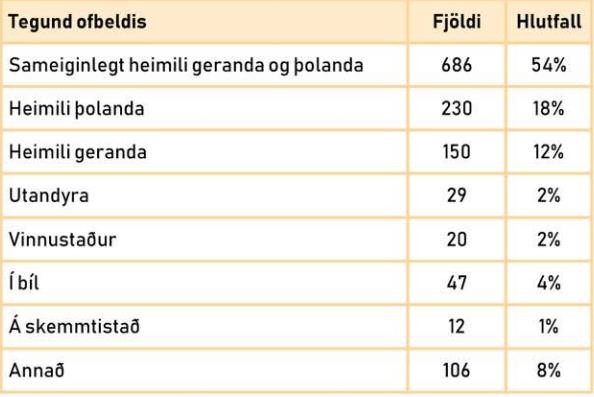 Tegund ofbeldis Fjöldi Hlutfall
Sameiginlegt heimili geranda og þolanda 686 54%
Heimili þolanda 230 18%
Heimili geranda 150 12%
Utandyra 29 2%
Vinnustaður 20 2%
Í bíl 47 4%
Á skemmtistað 12 1%
Annað 106 8%